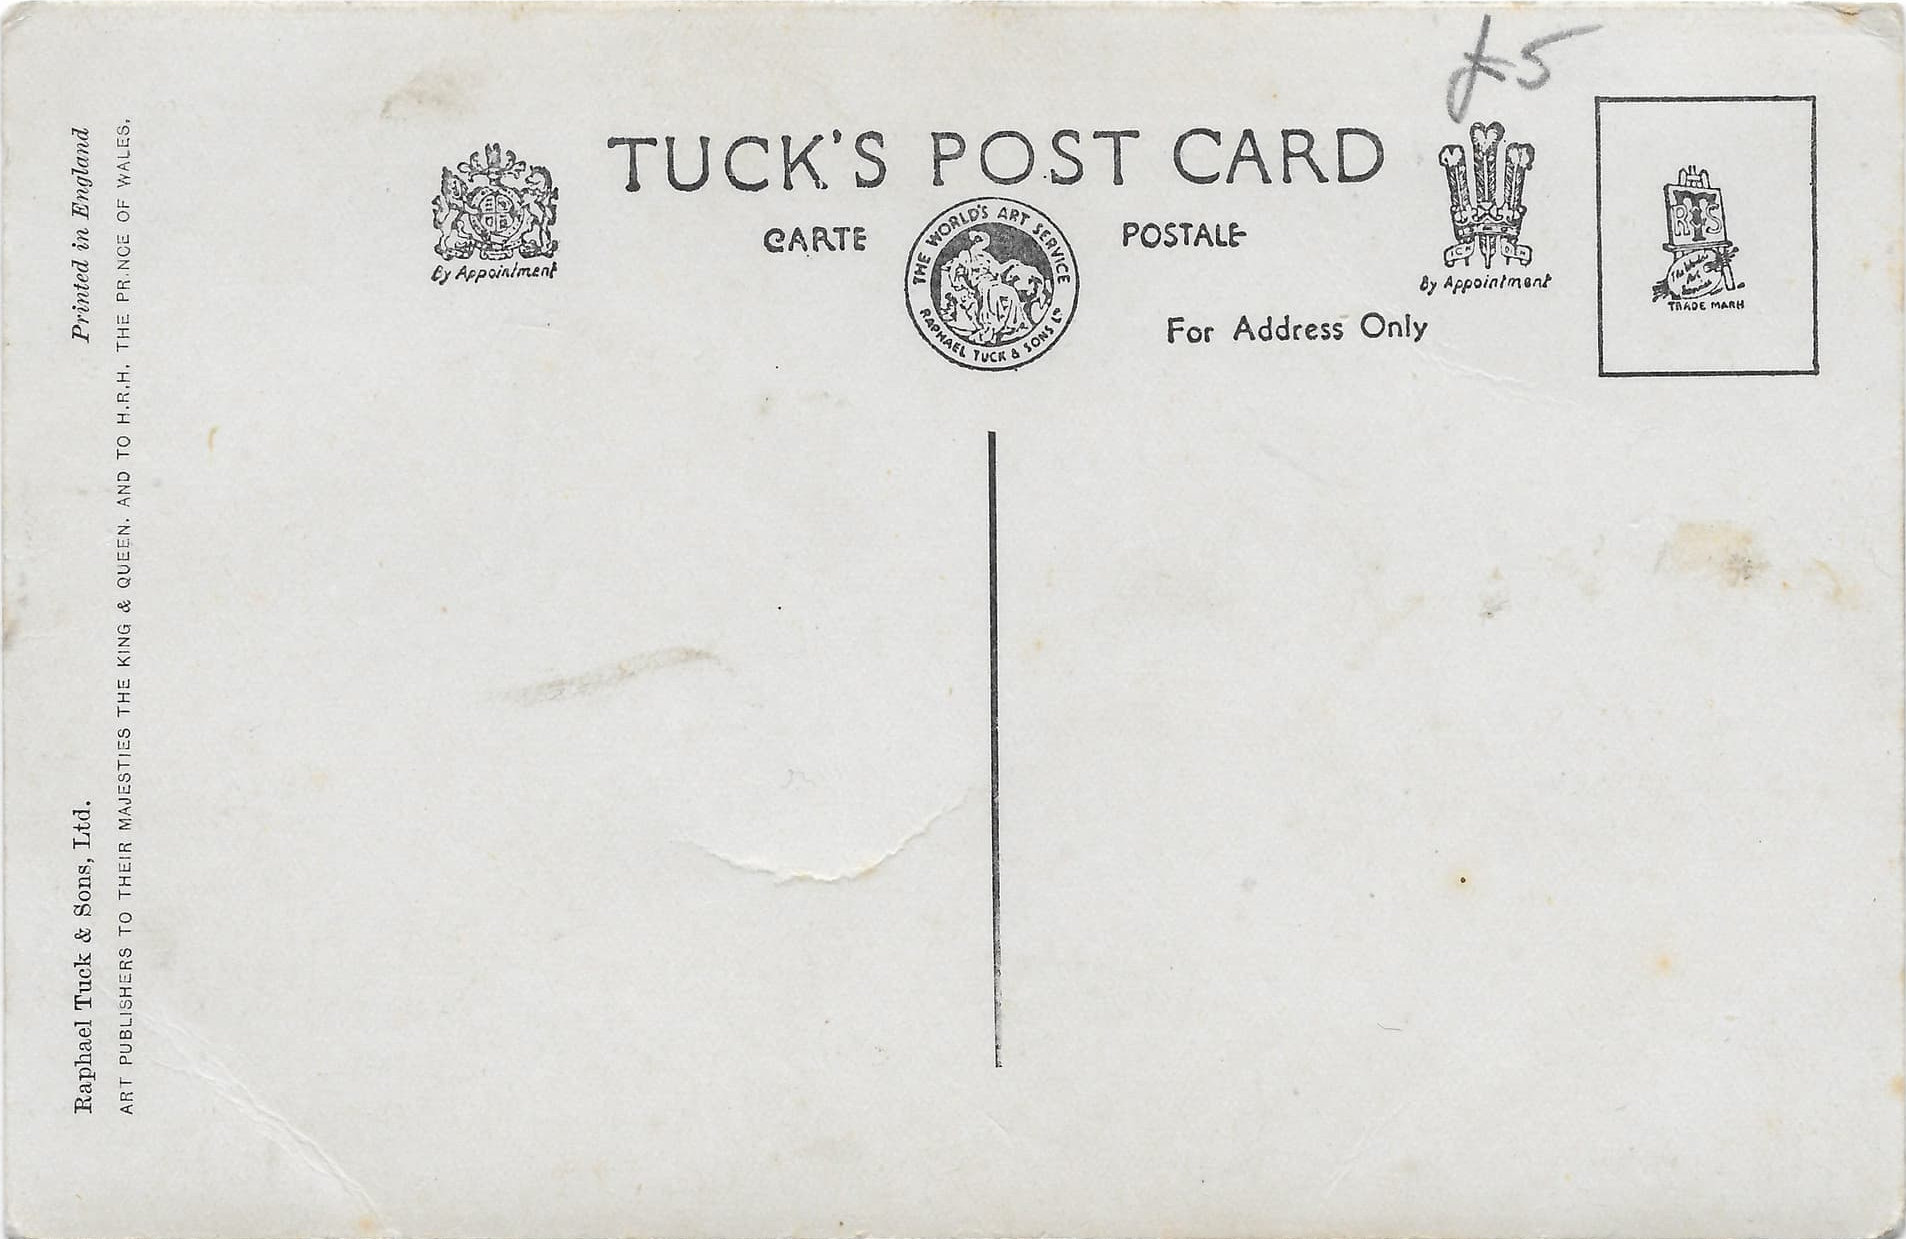 £5
TUCK'S POST CARD
CARTE POSTALE
By Appointment
THE WORLD'S ART SERVICE
RAPHAEL TUCK & SONS LD
By Appointment
For Address Only
RTS
TRADE MARK
Raphael Tuck & Sons, Ltd. Printed in England
ART PUBLISHERS TO THEIR MAJESTIES THE KING & QUEEN. AND TO H.R.H. THE PRINCE OF WALES.